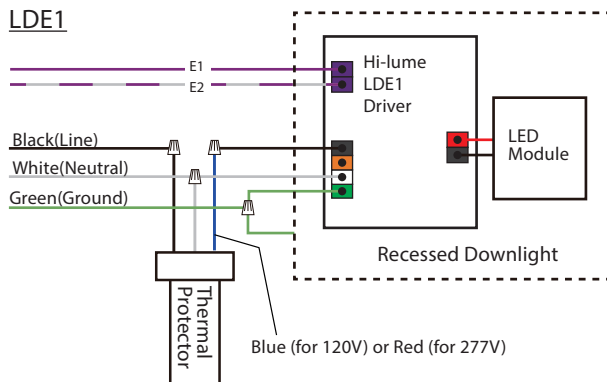 LDE1
E1
E2
Hi-lume
LDE1
Driver
Black(Line)
White(Neutral)
Green(Ground)
LED
Module
Recessed Downlight
Thermal
Protector
Blue (for 120V) or Red (for 277V)